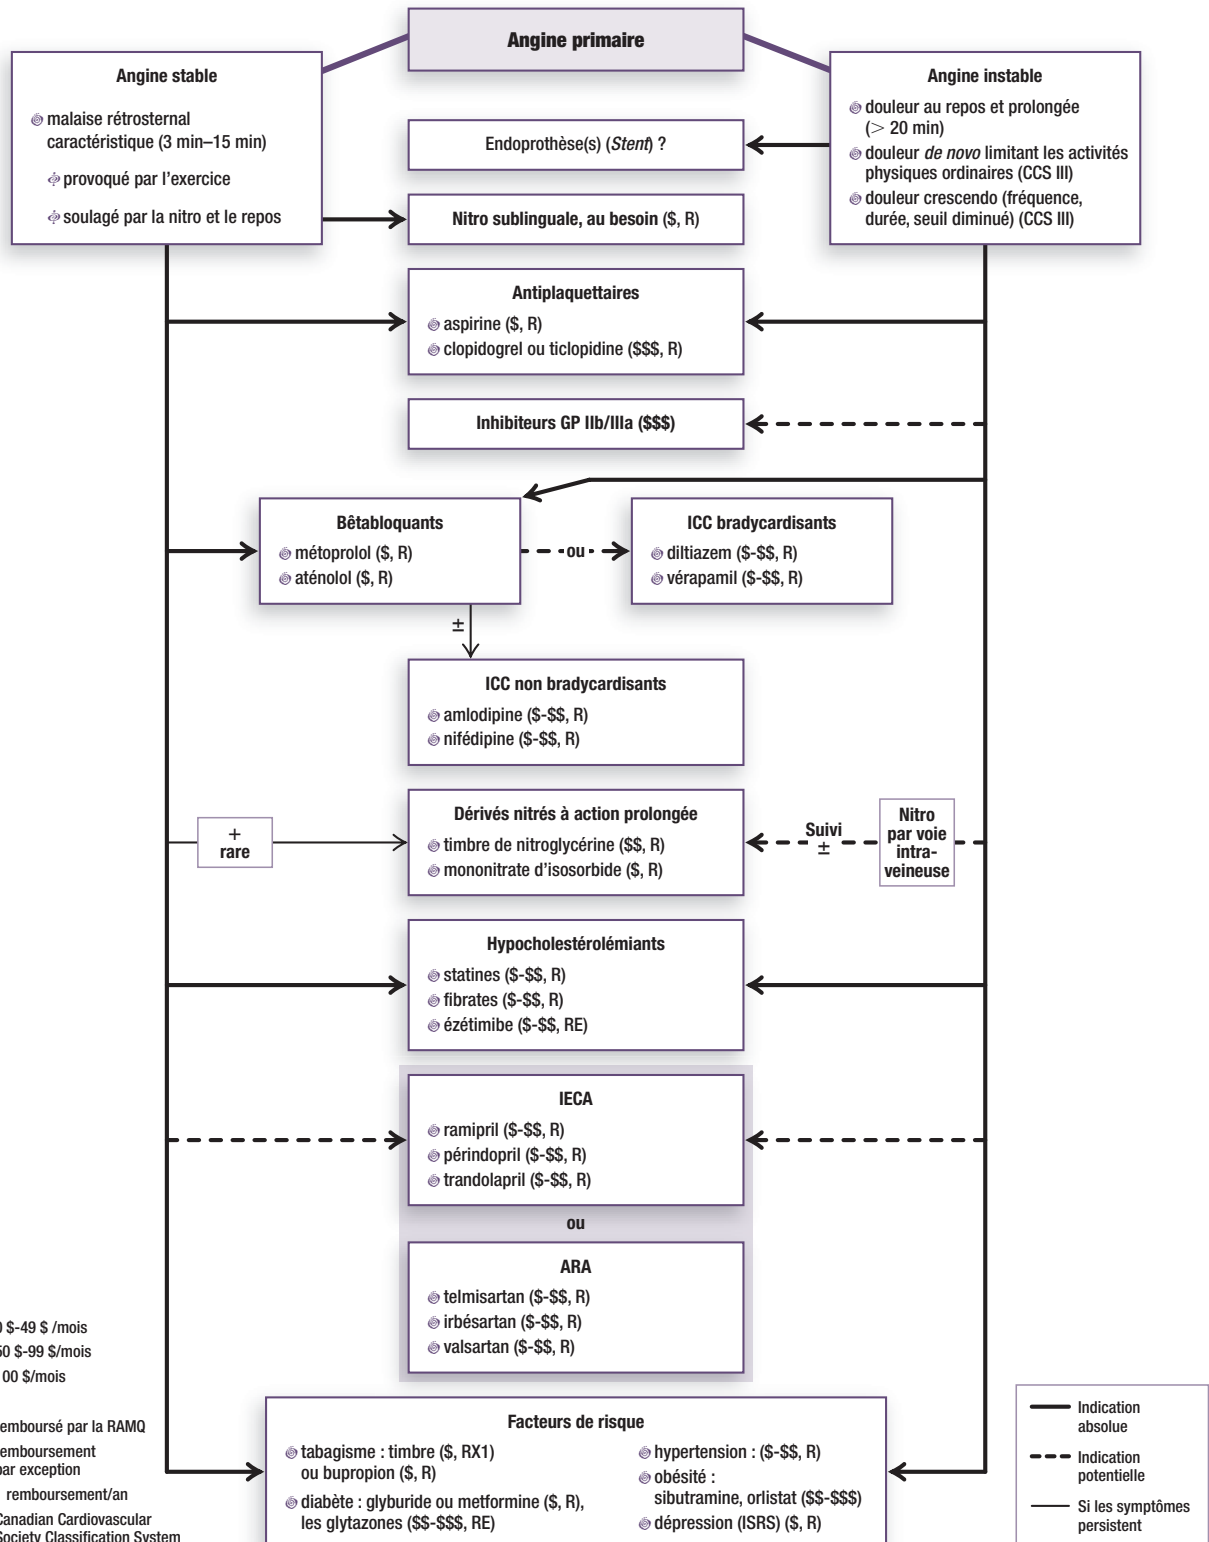 Angine primaire
Angine stable
malaise rétrosternal
caractéristique (3 min–15 min)
provoqué par l'exercice
soulagé par la nitro et le repos
Angine instable
douleur au repos et prolongée
(> 20 min)
douleur de novo limitant les activités
physiques ordinaires (CCS III)
douleur crescendo (fréquence,
durée, seuil diminué) (CCS III)
Endoprothèse(s) (Stent) ?
Nitro sublinguale, au besoin ($, R)
Antiplaquettaires
aspirine ($, R)
clopidogrel ou ticlopidine ($$$, R)
Inhibiteurs GP IIb/IIIa ($$$)
Bêtabloquants
métoprolol ($, R)
aténolol ($, R)
ou
ICC bradycardisants
diltiazem ($-$$, R)
vérapamil ($-$$, R)
±
ICC non bradycardisants
amlodipine ($-$$, R)
nifédipine ($-$$, R)
+
rare
Dérivés nitrés à action prolongée
timbre de nitroglycérine ($$, R)
mononitrate d'isosorbide ($, R)
Suivi
±
Nitro
par voie
intra-
veineuse
Hypocholestérolémiants
statines ($-$$, R)
fibrates ($-$$, R)
ézétimibe ($-$$, RE)
IECA
ramipril ($-$$, R)
périndopril ($-$$, R)
trandolapril ($-$$, R)
ou
ARA
telmisartan ($-$$, R)
irbésartan ($-$$, R)
valsartan ($-$$, R)
0 $-49 $ /mois
50 $-99 $/mois
00 $/mois
emboursé par la RAMQ
emboursement
par exception
remboursement/an
Canadian Cardiovascular
Society Classification System
Facteurs de risque
tabagisme : timbre ($, RX1)
ou bupropion ($, R)
diabète : glyburide ou metformine ($, R),
les glytazones ($$-$$$, RE)
hypertension : ($-$$, R)
obésité :
sibutramine, orlistat ($$-$$$)
dépression (ISRS) ($, R)
Indication
absolue
Indication
potentielle
Si les symptômes
persistent